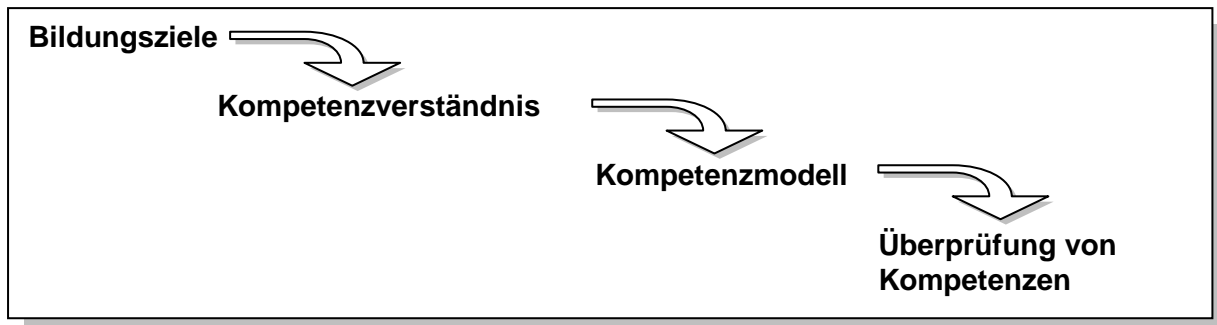 Bildungsziele
Kompetenzverständnis
Kompetenzmodell
Überprüfung von
Kompetenzen